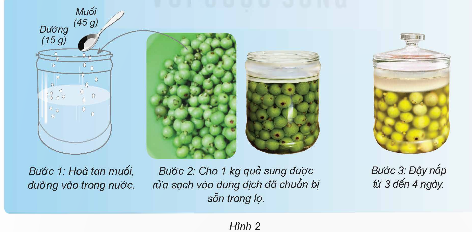 Muối
(45 g)
Đường
(15 g)
Bước 1: Hoà tan muối,
đường vào trong nước.
Bước 2: Cho 1 kg quả sung được
rửa sạch vào dung dịch đã chuẩn bị
sẵn trong lọ.
Bước 3: Đậy nắp
từ 3 đến 4 ngày.
Hình 2